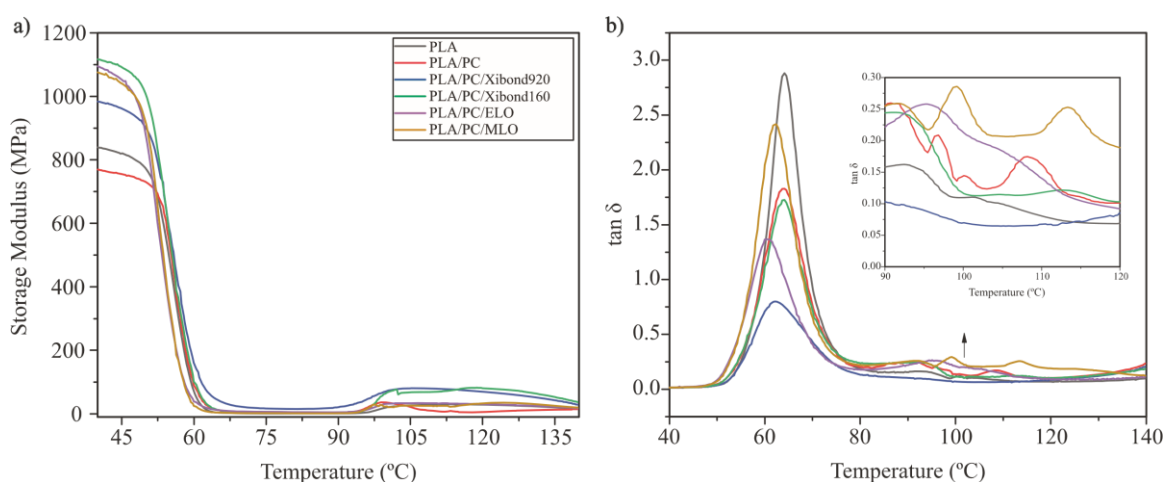 a)
1200
1000
800
600
400
200
0
45
60
75
90
105
120
135
Storage Modulus (MPa)
Temperature (ºC)
PLA
PLA/PC
PLA/PC/Xibond920
PLA/PC/Xibond160
PLA/PC/ELO
PLA/PC/MLO
b)
3.0
2.5
2.0
1.5
1.0
0.5
0.0
40
60
80
100
120
140
tan δ
Temperature (ºC)
0.30
0.25
0.20
0.15
0.10
0.05
0.00
90
100
110
120
tan δ
Temperature (ºC)